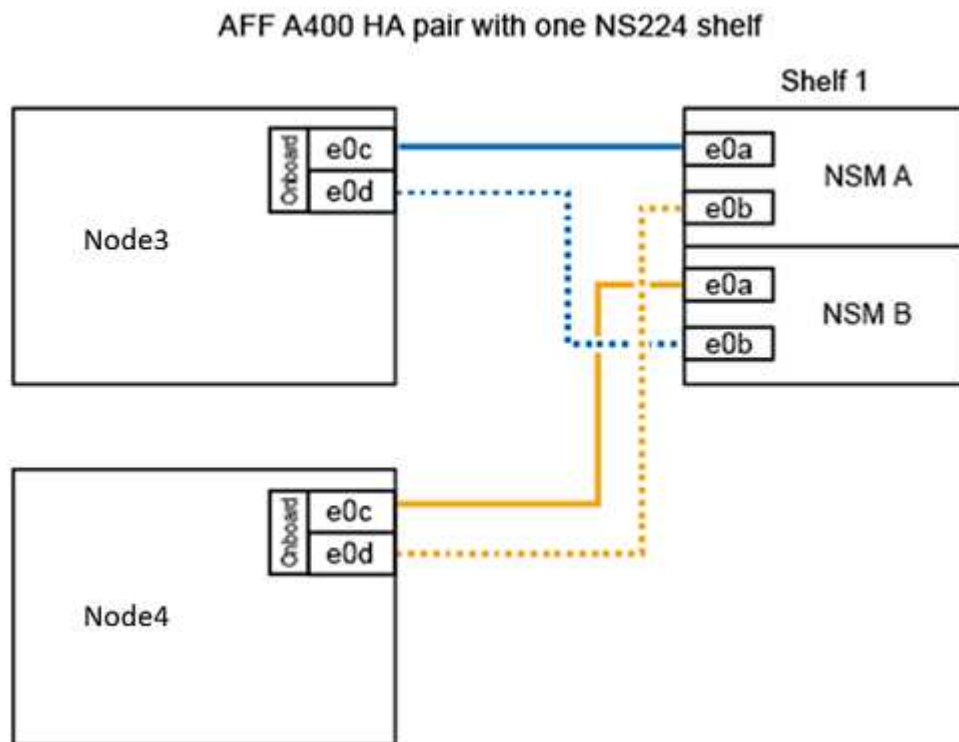 AFF A400 HA pair with one NS224 shelf
Shelf 1
Onboard
e0c
e0d
Node3
e0a
e0b
NSM A
e0a
e0b
NSM B
Onboard
e0c
e0d
Node4